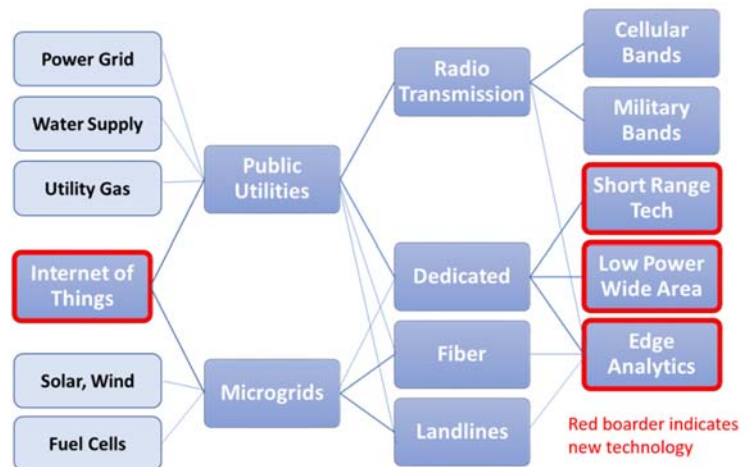 Power Grid
Water Supply
Utility Gas
Internet of
Things
Solar, Wind
Fuel Cells
Public
Utilities
Microgrids
Radio
Transmission
Dedicated
Fiber
Landlines
Cellular
Bands
Military
Bands
Short Range
Tech
Low Power
Wide Area
Edge
Analytics
Red boarder indicates
new technology